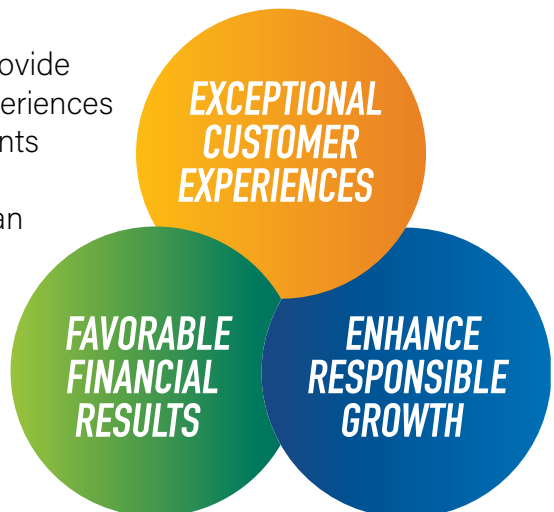 EXCEPTIONAL
CUSTOMER
EXPERIENCES
FAVORABLE
FINANCIAL
RESULTS
ENHANCE
RESPONSIBLE
GROWTH